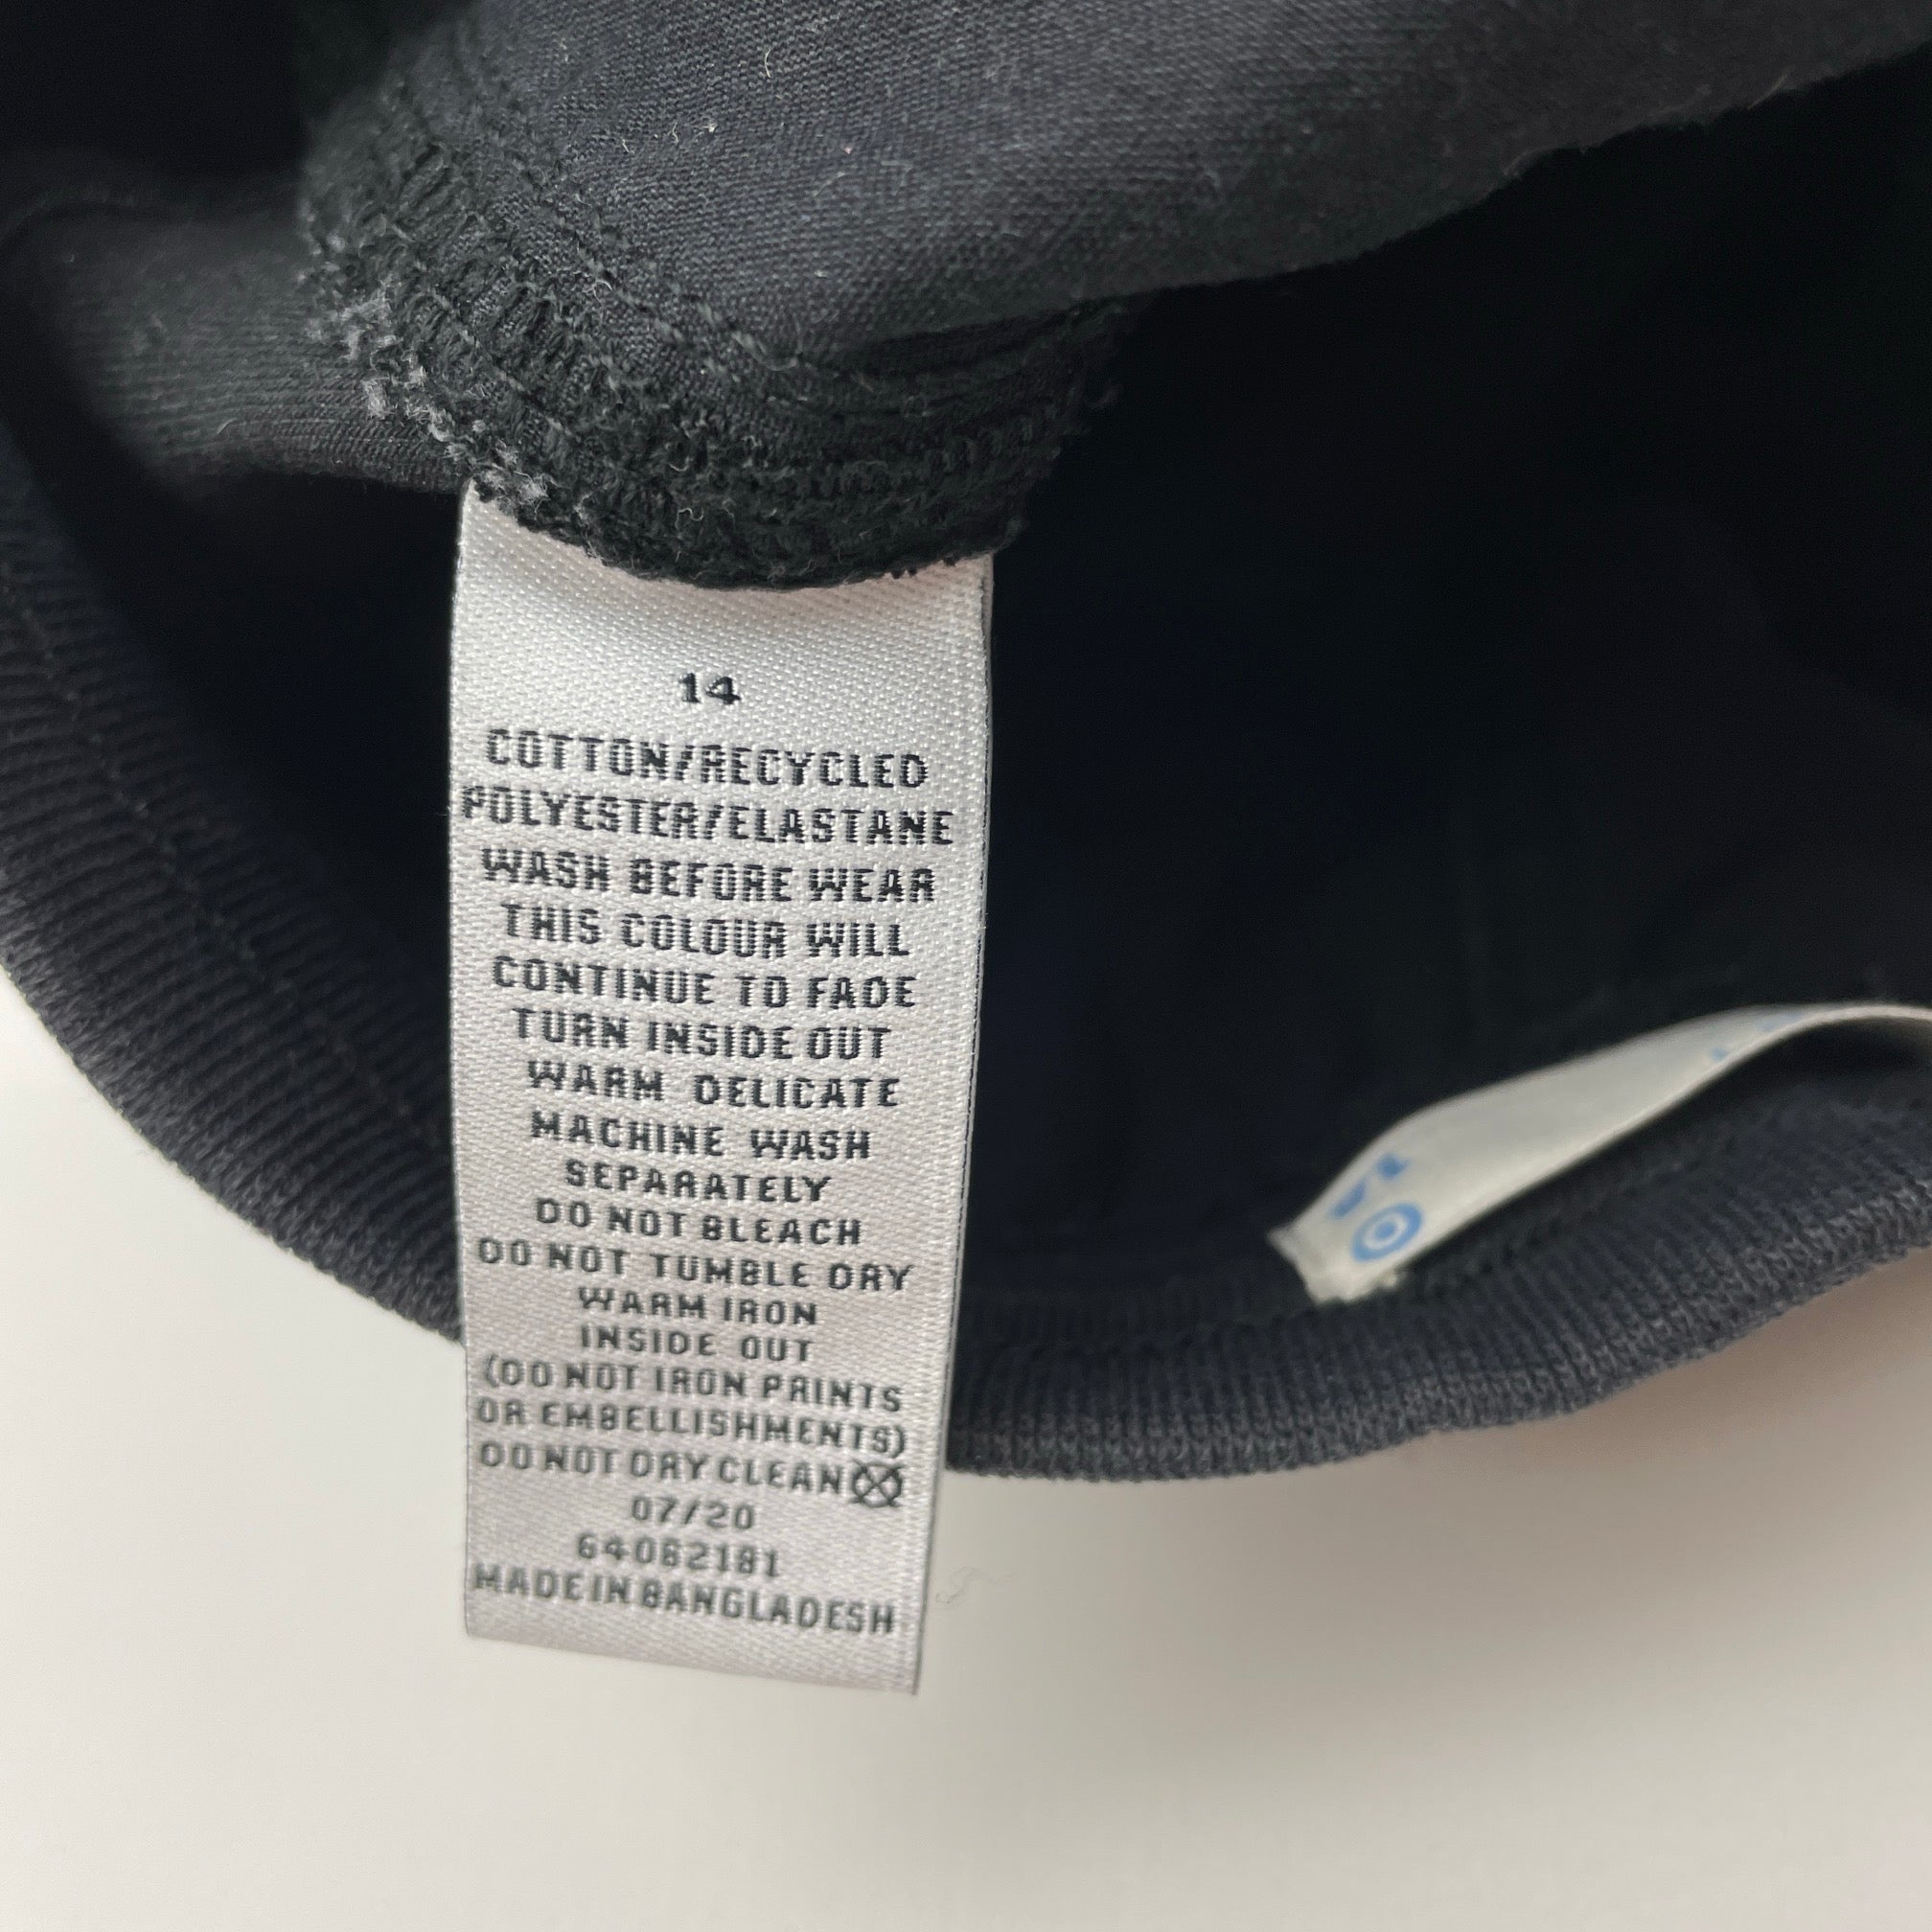 14
COTTON/RECYCLED
POLYESTER/ELASTANE
WASH BEFORE WEAR
THIS COLOUR WILL
CONTINUE TO FADE
TURN INSIDE OUT
WARM DELICATE
MACHINE WASH
SEPARATELY
DO NOT BLEACH
DO NOT TUMBLE DRY
WARM IRON
INSIDE OUT
(DO NOT IRON PRINTS
OR EMBELLISHMENTS)
DO NOT DRY CLEAN
07/20
64062181
MADE IN BANGLADESH